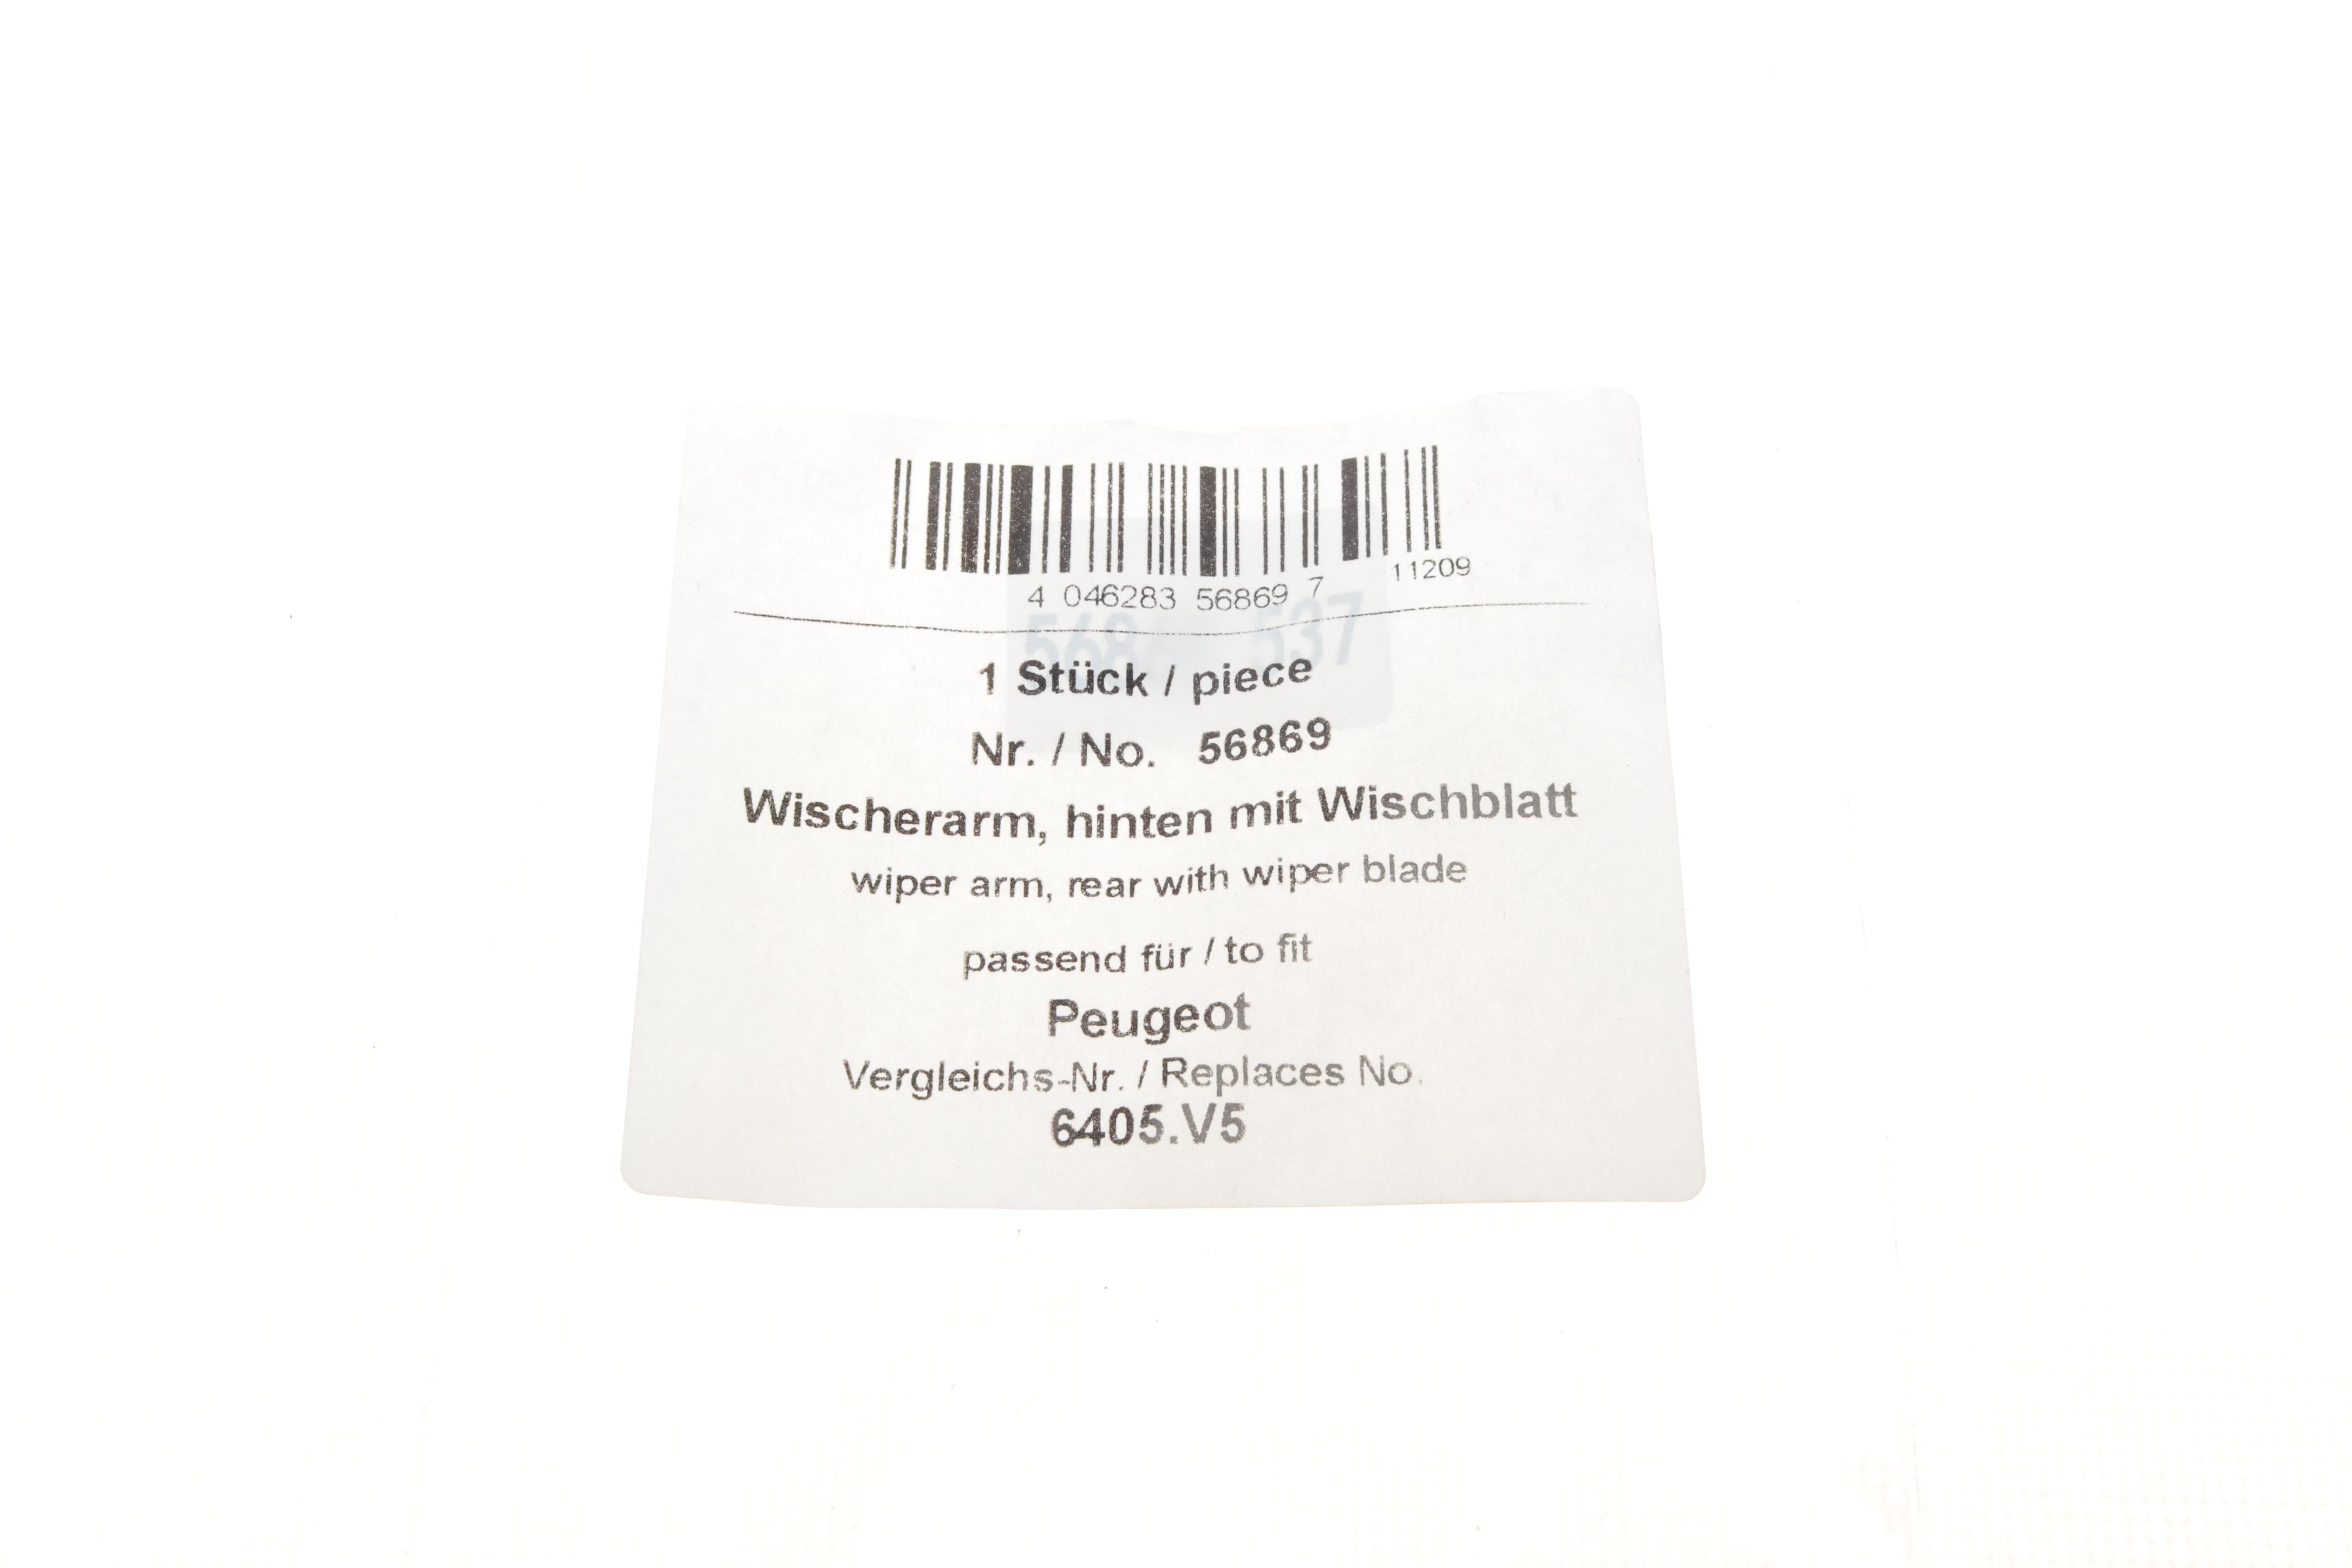 4 046283 56869 7 11209
1 Stück / piece
Nr. / No. 56869
Wischerarm, hinten mit Wischblatt
wiper arm, rear with wiper blade
passend für / to fit
Peugeot
Vergleichs-Nr. / Replaces No.
6405.V5